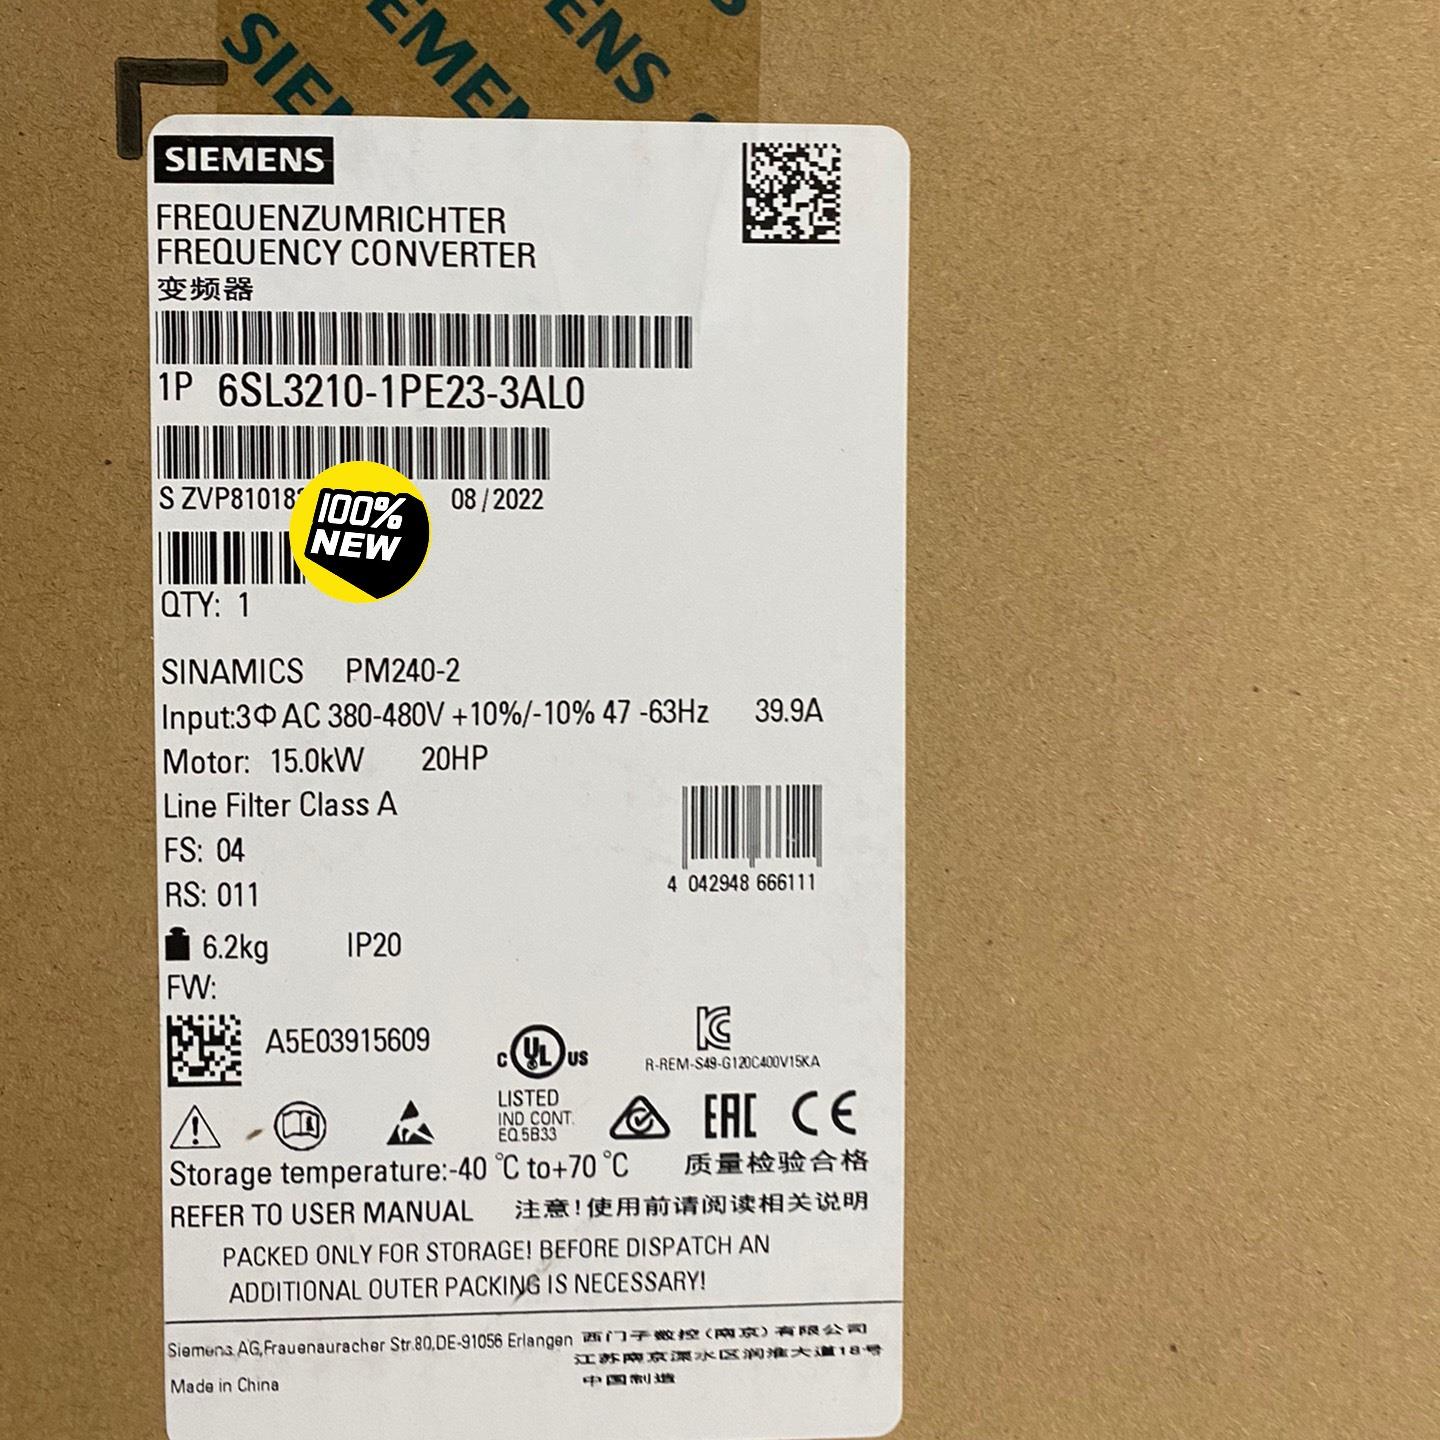 SIEMENS
SIEMENS
FREQUENZUMRICHTER
FREQUENCY CONVERTER
变频器
1P 6SL3210-1PE23-3AL0
S ZVP81018 08/2022
100%
NEW
QTY: 1
SINAMICS PM240-2
Input:3Φ AC 380-480V +10%/-10% 47 -63Hz 39.9A
Motor: 15.0kW 20HP
Line Filter Class A
FS: 04
RS: 011
4 042948 666111
6.2kg IP20
FW:
A5E03915609
C UL US
LISTED
IND CONT.
EQ.5B33
R-REM-S49-G120C400V15KA
EAC CE
Storage temperature:-40 °C to+70 °C 质量检验合格
REFER TO USER MANUAL 注意!使用前请阅读相关说明
PACKED ONLY FOR STORAGE! BEFORE DISPATCH AN
ADDITIONAL OUTER PACKING IS NECESSARY!
Siemens AG,Frauenauracher Str.80,DE-91056 Erlangen 西门子数控(南京)有限公司
江苏南京溧水区润淮大道18号
Made in China 中国制造